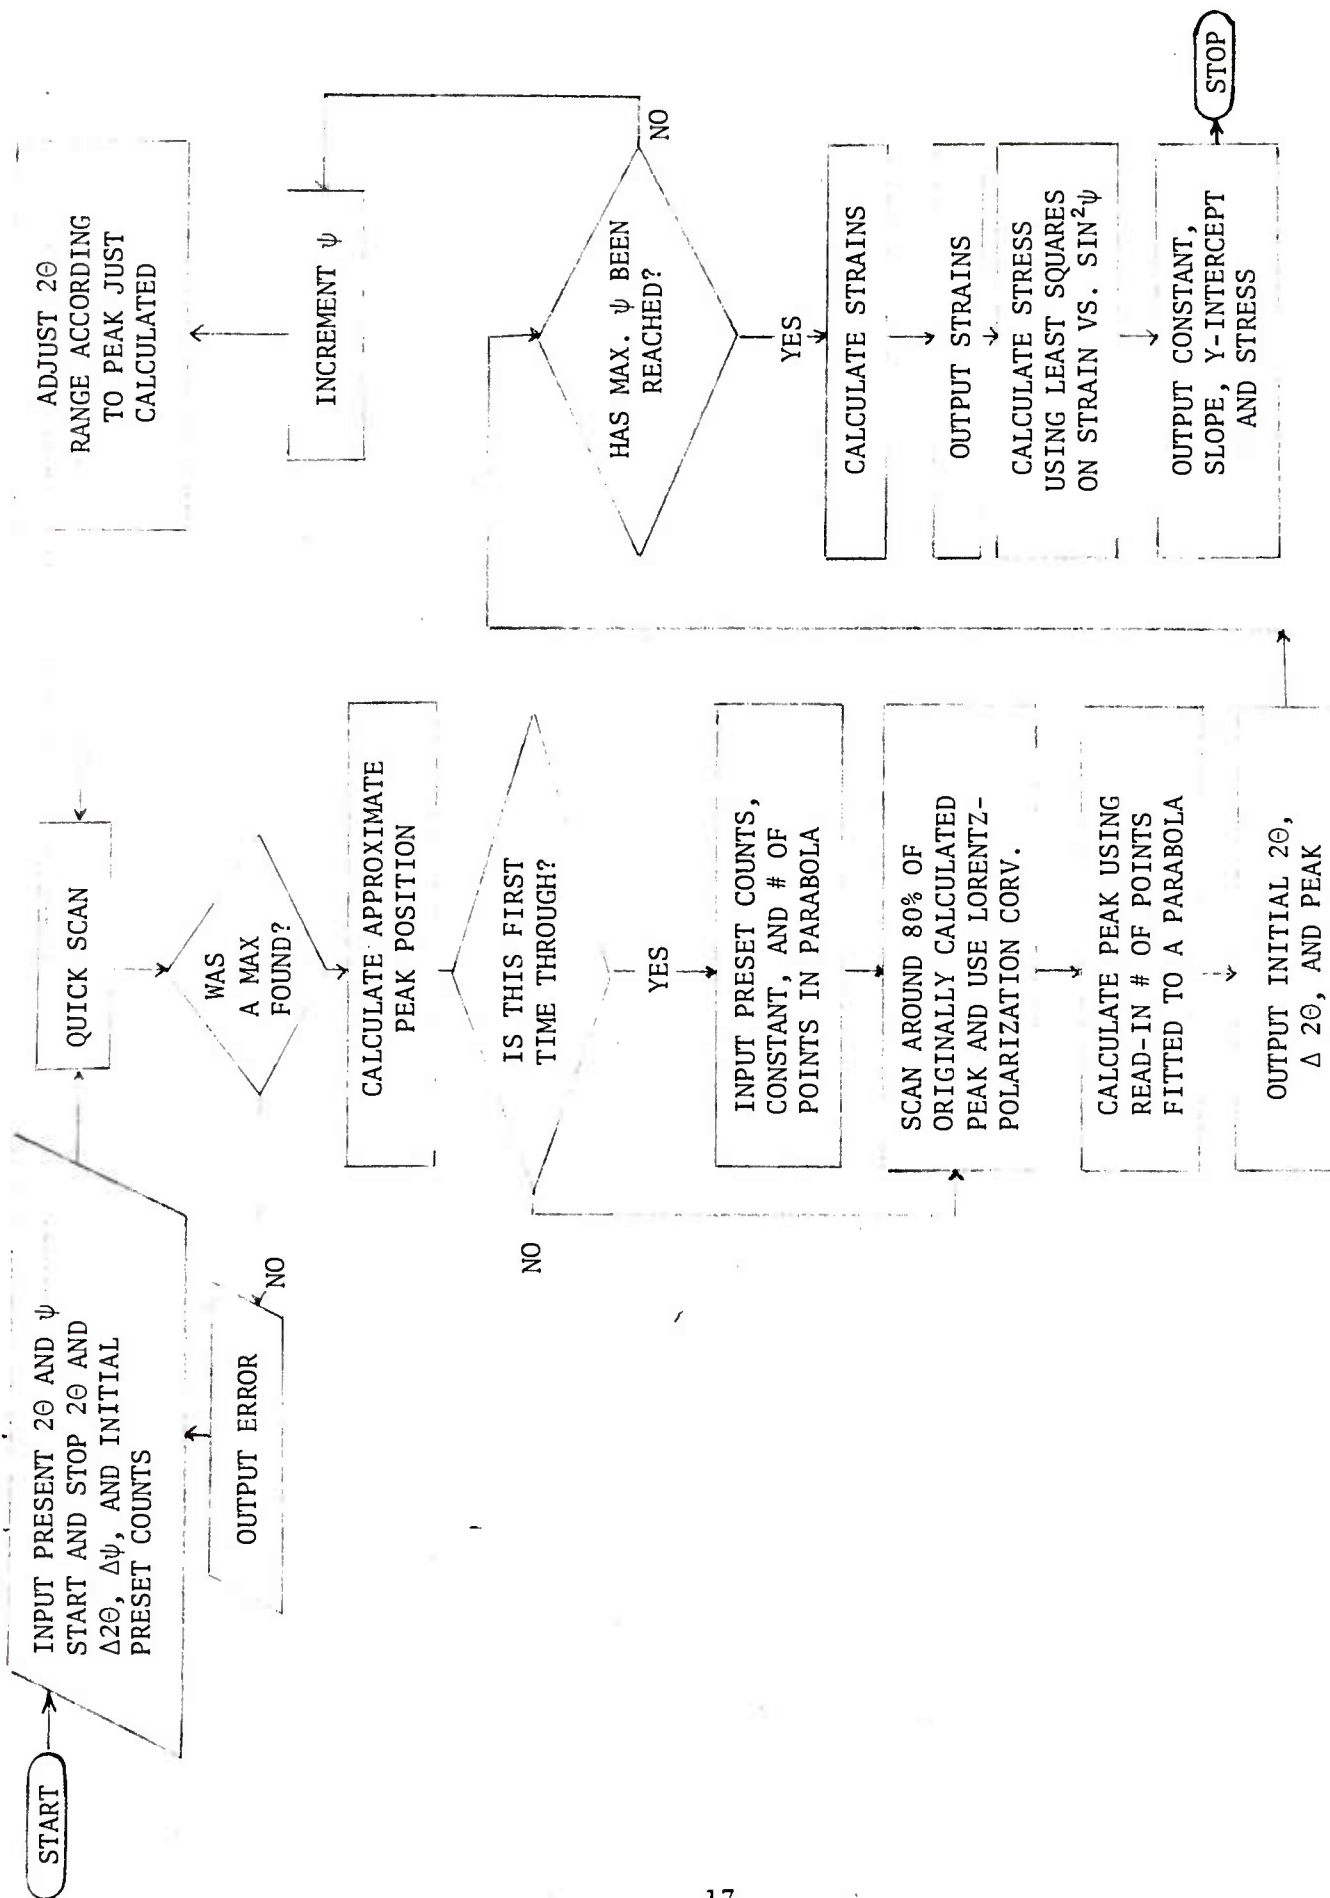 START
INPUT PRESENT 2Θ AND ψ
START AND STOP 2Θ AND
Δ2Θ, Δψ, AND INITIAL
PRESET COUNTS
OUTPUT ERROR
NO
QUICK SCAN
WAS
A MAX
FOUND?
CALCULATE APPROXIMATE
PEAK POSITION
IS THIS FIRST
TIME THROUGH?
NO
YES
INPUT PRESET COUNTS,
CONSTANT, AND # OF
POINTS IN PARABOLA
SCAN AROUND 80% OF
ORIGINALLY CALCULATED
PEAK AND USE LORENTZ-
POLARIZATION CORV.
CALCULATE PEAK USING
READ-IN # OF POINTS
FITTED TO A PARABOLA
OUTPUT INITIAL 2Θ,
Δ 2Θ, AND PEAK
ADJUST 2Θ
RANGE ACCORDING
TO PEAK JUST
CALCULATED
INCREMENT ψ
HAS MAX. ψ BEEN
REACHED?
NO
YES
CALCULATE STRAINS
OUTPUT STRAINS
CALCULATE STRESS
USING LEAST SQUARES
ON STRAIN VS. SIN²ψ
OUTPUT CONSTANT,
SLOPE, Y-INTERCEPT
AND STRESS
STOP
17